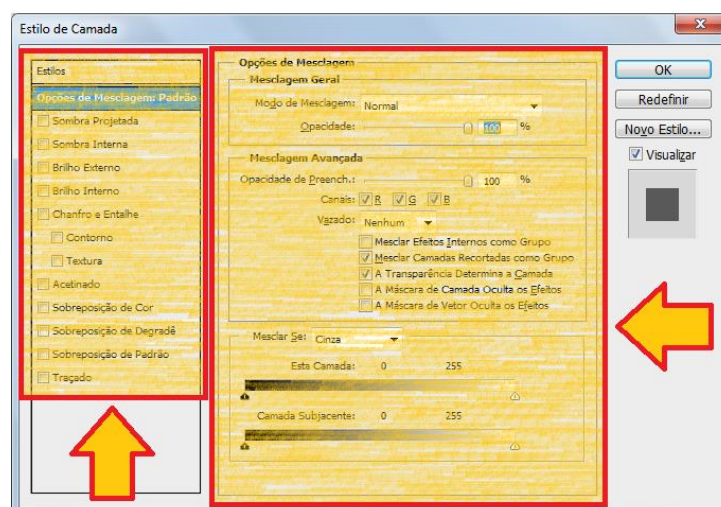 Estilo de Camada
Estilos
Opções de Mesclagem: Padrão
Sombra Projetada
Sombra Interna
Brilho Externo
Brilho Interno
Chanfro e Entalhe
Contorno
Textura
Acetinado
Sobreposição de Cor
Sobreposição de Degradê
Sobreposição de Padrão
Traçado
Opções de Mesclagem
Mesclagem Geral
Modo de Mesclagem: Normal
Opacidade: 100 %
Mesclagem Avançada
Opacidade de Preench.: 100 %
Canais: R G B
Vazado: Nenhum
Mesclar Efeitos Internos como Grupo
Mesclar Camadas Recortadas como Grupo
A Transparência Determina a Camada
A Máscara de Camada Oculta os Efeitos
A Máscara de Vetor Oculta os Efeitos
Mesclar Se: Cinza
Esta Camada: 0 255
Camada Subjacente: 0 255
OK
Redefinir
Novo Estilo...
Visualizar